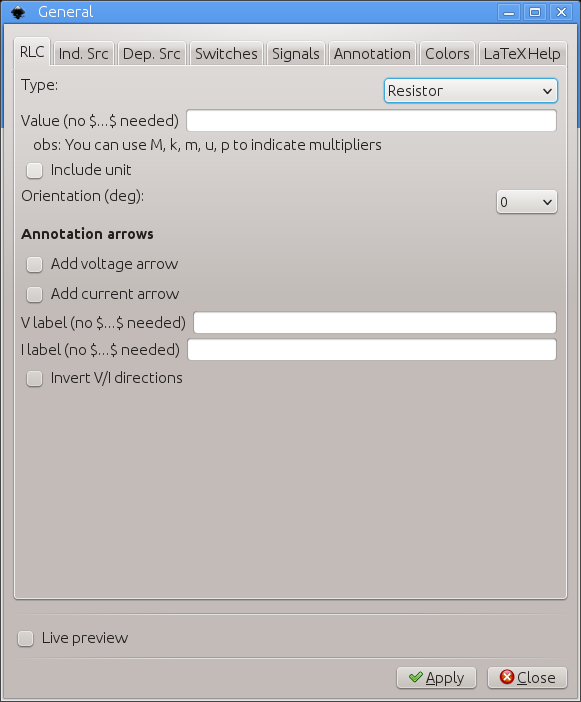 General
RLC Ind. Src Dep. Src Switches Signals Annotation Colors LaTeXHelp
Type: Resistor
Value (no $...$ needed)
obs: You can use M, k, m, u, p to indicate multipliers
Include unit
Orientation (deg): 0
Annotation arrows
Add voltage arrow
Add current arrow
V label (no $...$ needed)
I label (no $...$ needed)
Invert V/I directions
Live preview
Apply Close